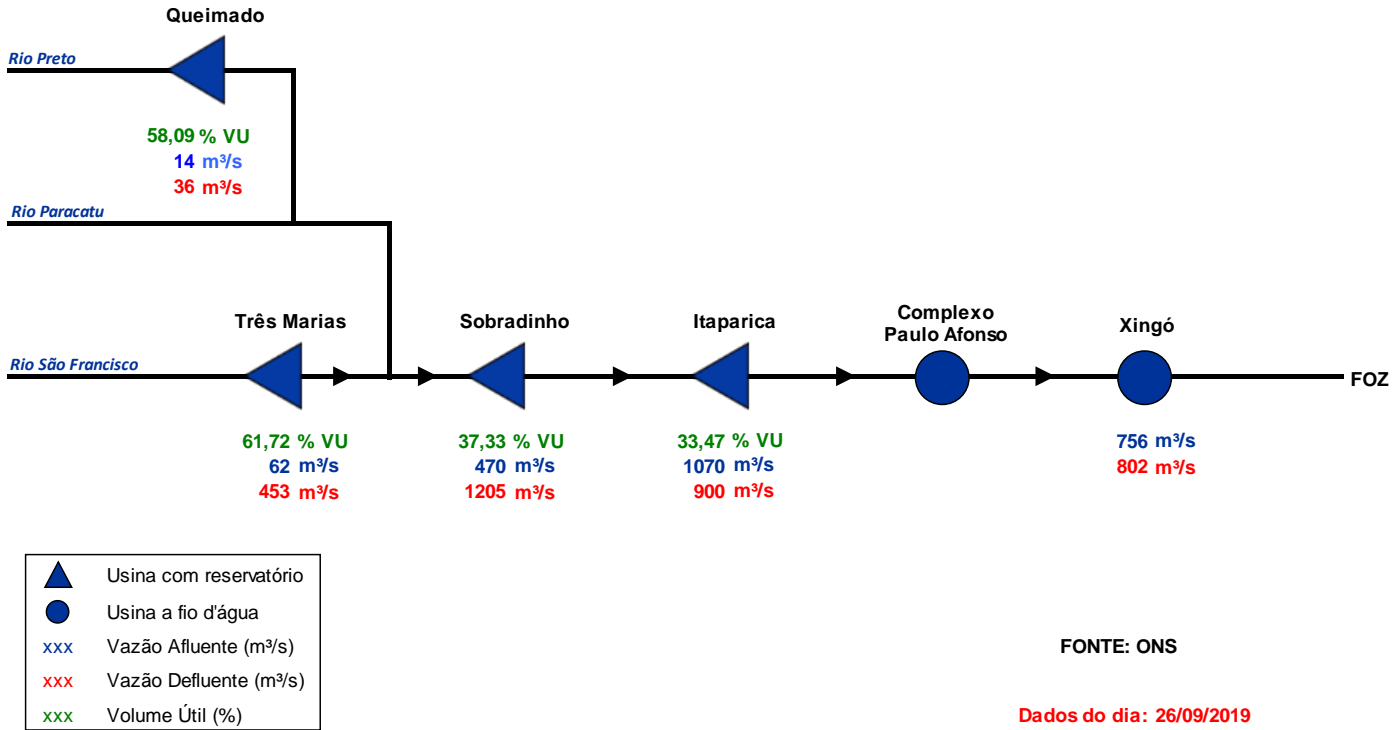 Queimado
Rio Preto
58,09 % VU
14 m³/s
36 m³/s
Rio Paracatu
Três Marias
Sobradinho
Itaparica
Complexo
Paulo Afonso
Xingó
Rio São Francisco
FOZ
61,72 % VU
62 m³/s
453 m³/s
37,33 % VU
470 m³/s
1205 m³/s
33,47 % VU
1070 m³/s
900 m³/s
756 m³/s
802 m³/s
Usina com reservatório
Usina a fio d'água
xxx Vazão Afluente (m³/s)
xxx Vazão Defluente (m³/s)
xxx Volume Útil (%)
FONTE: ONS
Dados do dia: 26/09/2019